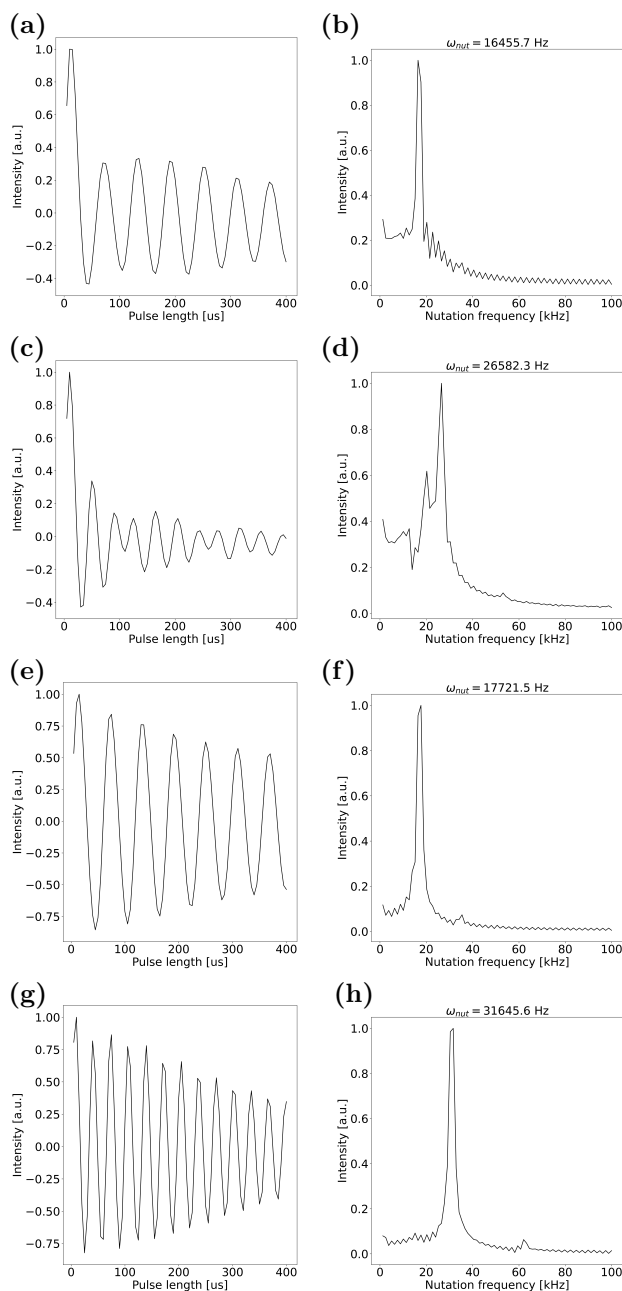 (a)
1.0
0.8
0.6
0.4
0.2
0.0
−0.2
−0.4
Intensity [a.u.]
0 100 200 300 400
Pulse length [us]
(b)
ωnut = 16455.7 Hz
1.0
0.8
0.6
0.4
0.2
0.0
Intensity [a.u.]
0 20 40 60 80 100
Nutation frequency [kHz]
(c)
1.0
0.8
0.6
0.4
0.2
0.0
−0.2
−0.4
Intensity [a.u.]
0 100 200 300 400
Pulse length [us]
(d)
ωnut = 26582.3 Hz
1.0
0.8
0.6
0.4
0.2
0.0
Intensity [a.u.]
0 20 40 60 80 100
Nutation frequency [kHz]
(e)
1.00
0.75
0.50
0.25
0.00
−0.25
−0.50
−0.75
Intensity [a.u.]
0 100 200 300 400
Pulse length [us]
(f)
ωnut = 17721.5 Hz
1.0
0.8
0.6
0.4
0.2
0.0
Intensity [a.u.]
0 20 40 60 80 100
Nutation frequency [kHz]
(g)
1.00
0.75
0.50
0.25
0.00
−0.25
−0.50
−0.75
Intensity [a.u.]
0 100 200 300 400
Pulse length [us]
(h)
ωnut = 31645.6 Hz
1.0
0.8
0.6
0.4
0.2
0.0
Intensity [a.u.]
0 20 40 60 80 100
Nutation frequency [kHz]